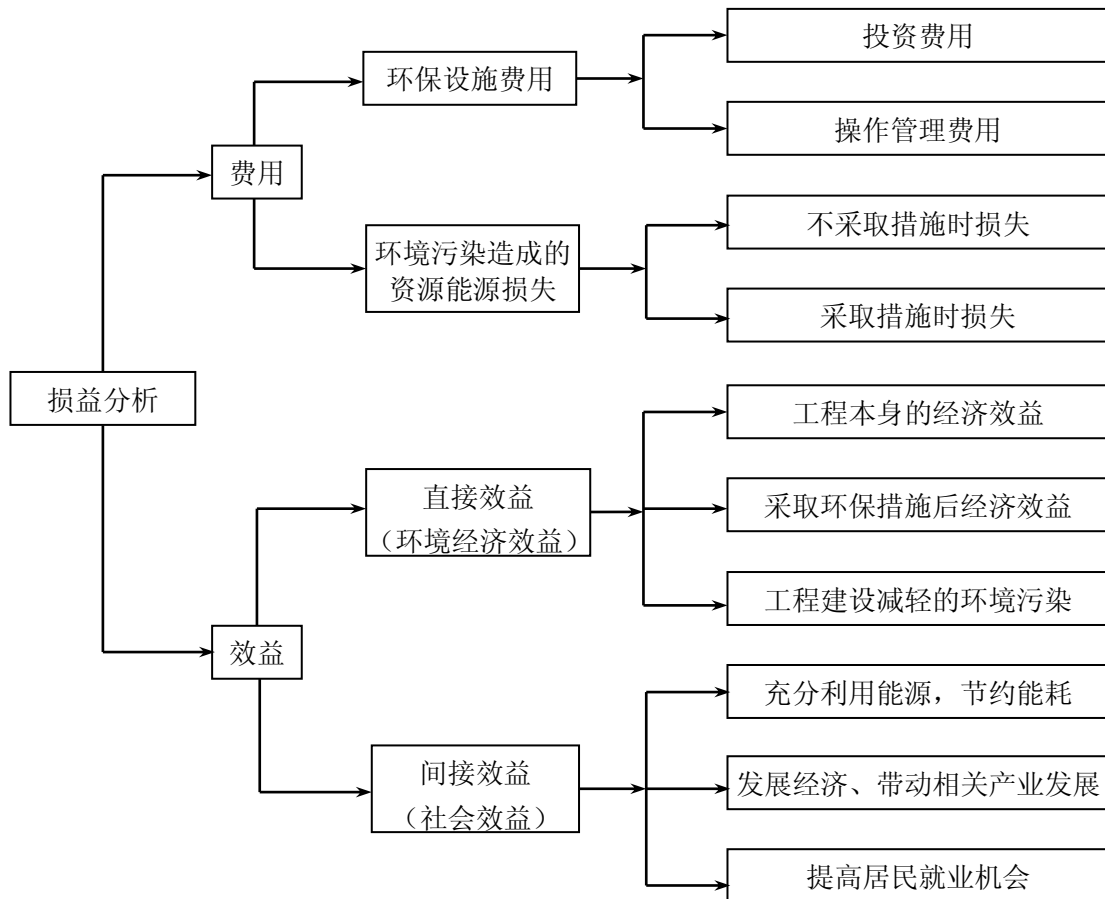 投资费用
环保设施费用
操作管理费用
费用
不采取措施时损失
环境污染造成的
资源能源损失
采取措施时损失
损益分析
工程本身的经济效益
直接效益
(环境经济效益)
采取环保措施后经济效益
工程建设减轻的环境污染
效益
充分利用能源，节约能耗
间接效益
(社会效益)
发展经济、带动相关产业发展
提高居民就业机会